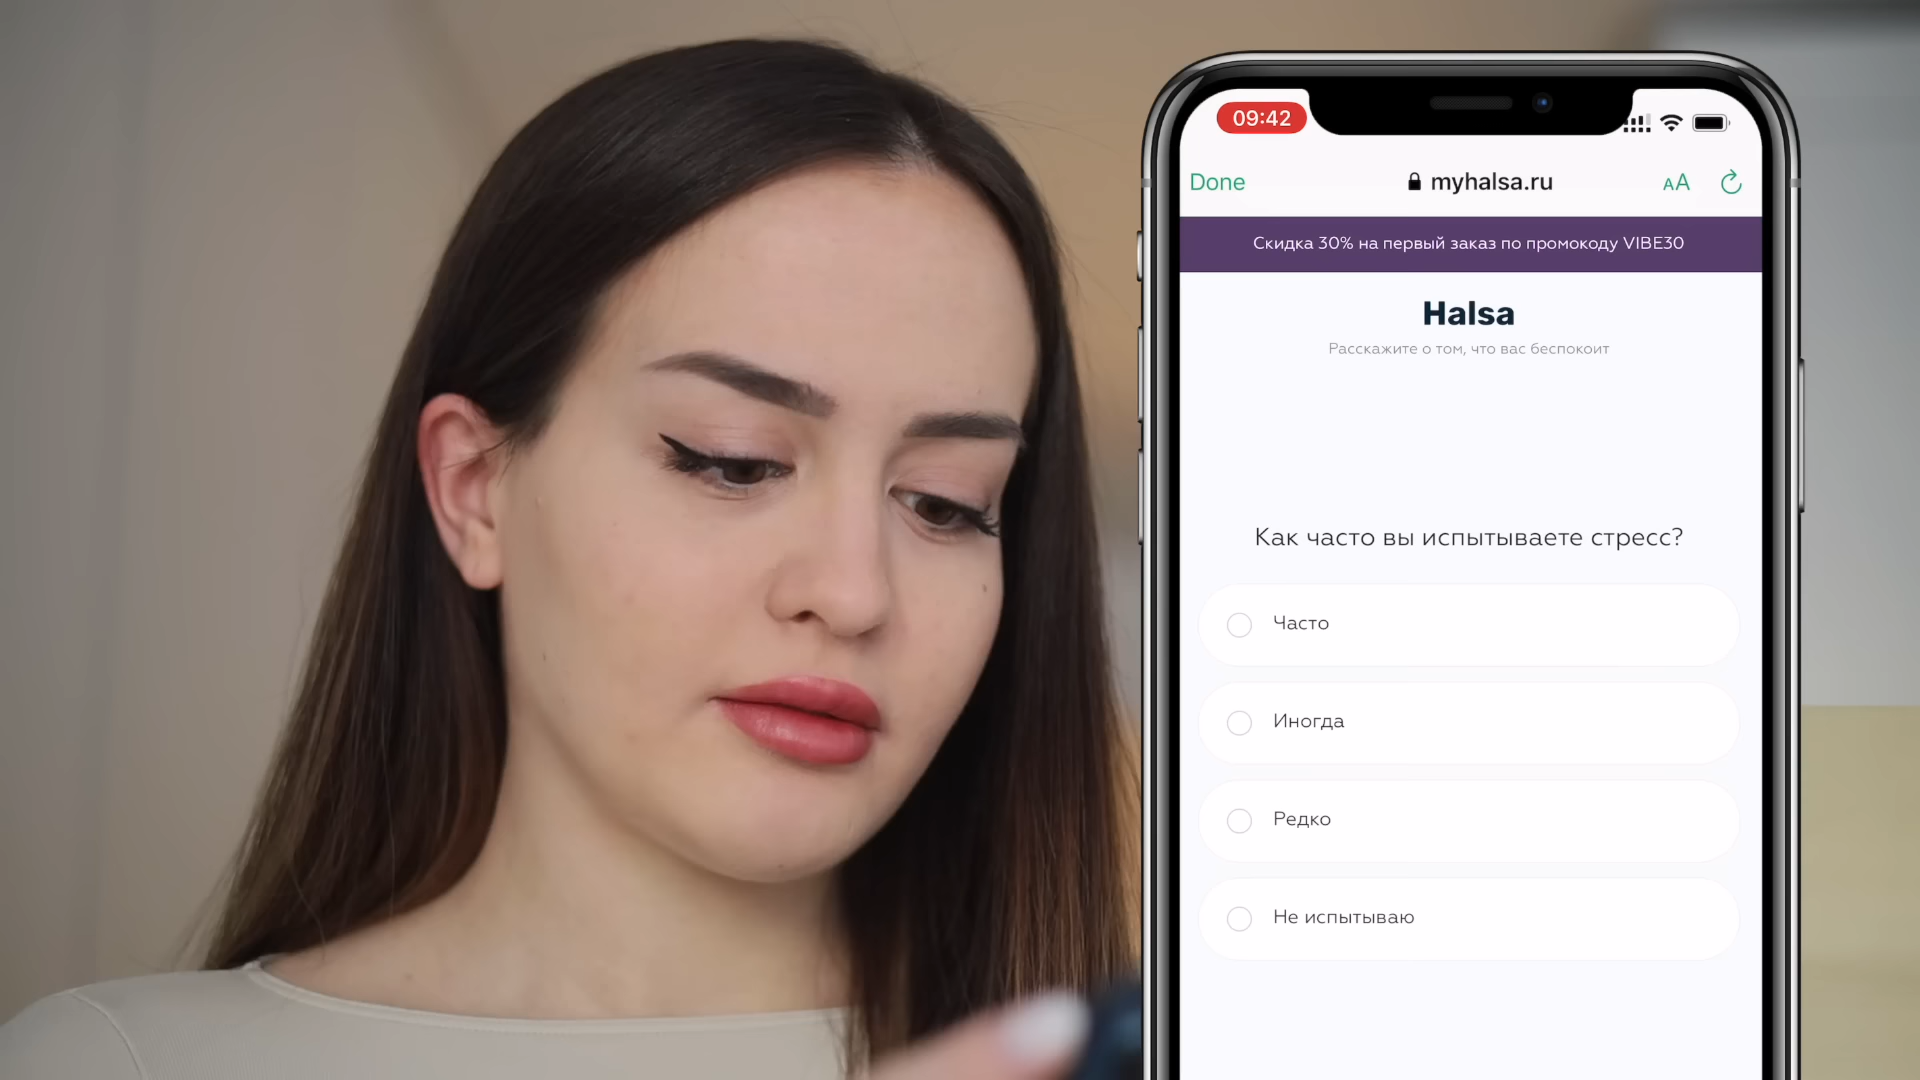 09:42
Done
myhalsa.ru
AA
Скидка 30% на первый заказ по промокоду VIBE30
Halsa
Расскажите о том, что вас беспокоит
Как часто вы испытываете стресс?
Часто
Иногда
Редко
Не испытываю